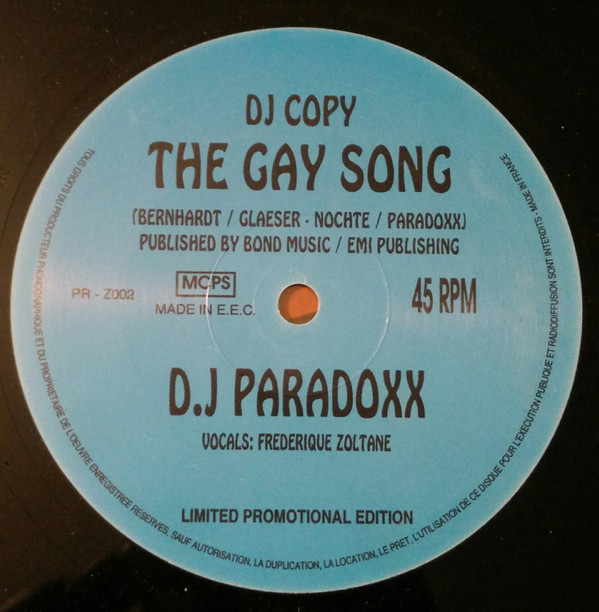 DJ COPY
THE GAY SONG
(BERNHARDT / GLAESER - NOCHTE / PARADOXX)
PUBLISHED BY BOND MUSIC / EMI PUBLISHING
PR - Z002
MCPS
MADE IN E.E.C.
45 RPM
D.J PARADOXX
VOCALS: FREDERIQUE ZOLTANE
LIMITED PROMOTIONAL EDITION
TOUS DROITS DU PRODUCTEUR PHONOGRAPHIQUE ET DU PROPRIETAIRE DE L'OEUVRE ENREGISTREE RESERVES, SAUF AUTORISATION, LA DUPLICATION, LA LOCATION, LE PRET, L'UTILISATION DE CE DISQUE POUR L'EXECUTION PUBLIQUE ET RADIODIFFUSION SONT INTERDITS - MADE IN FRANCE